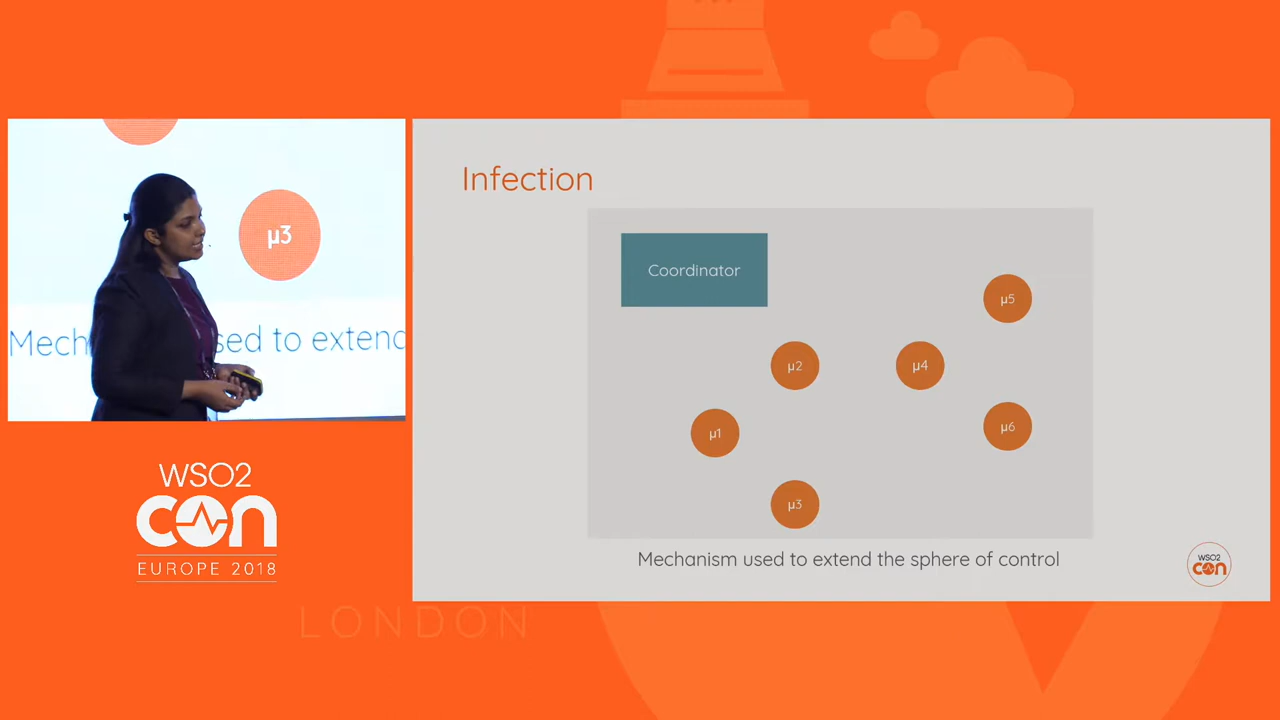 µ3
Mech
sed to extend
WSO2
CON
EUROPE 2018
LONDON
Infection
Coordinator
µ5
µ2
µ4
µ1
µ6
µ3
Mechanism used to extend the sphere of control
WSO2
CON